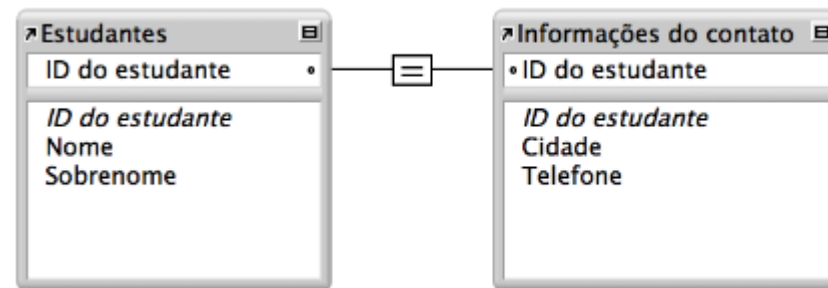 Estudantes
ID do estudante
ID do estudante
Nome
Sobrenome
Informações do contato
ID do estudante
ID do estudante
Cidade
Telefone